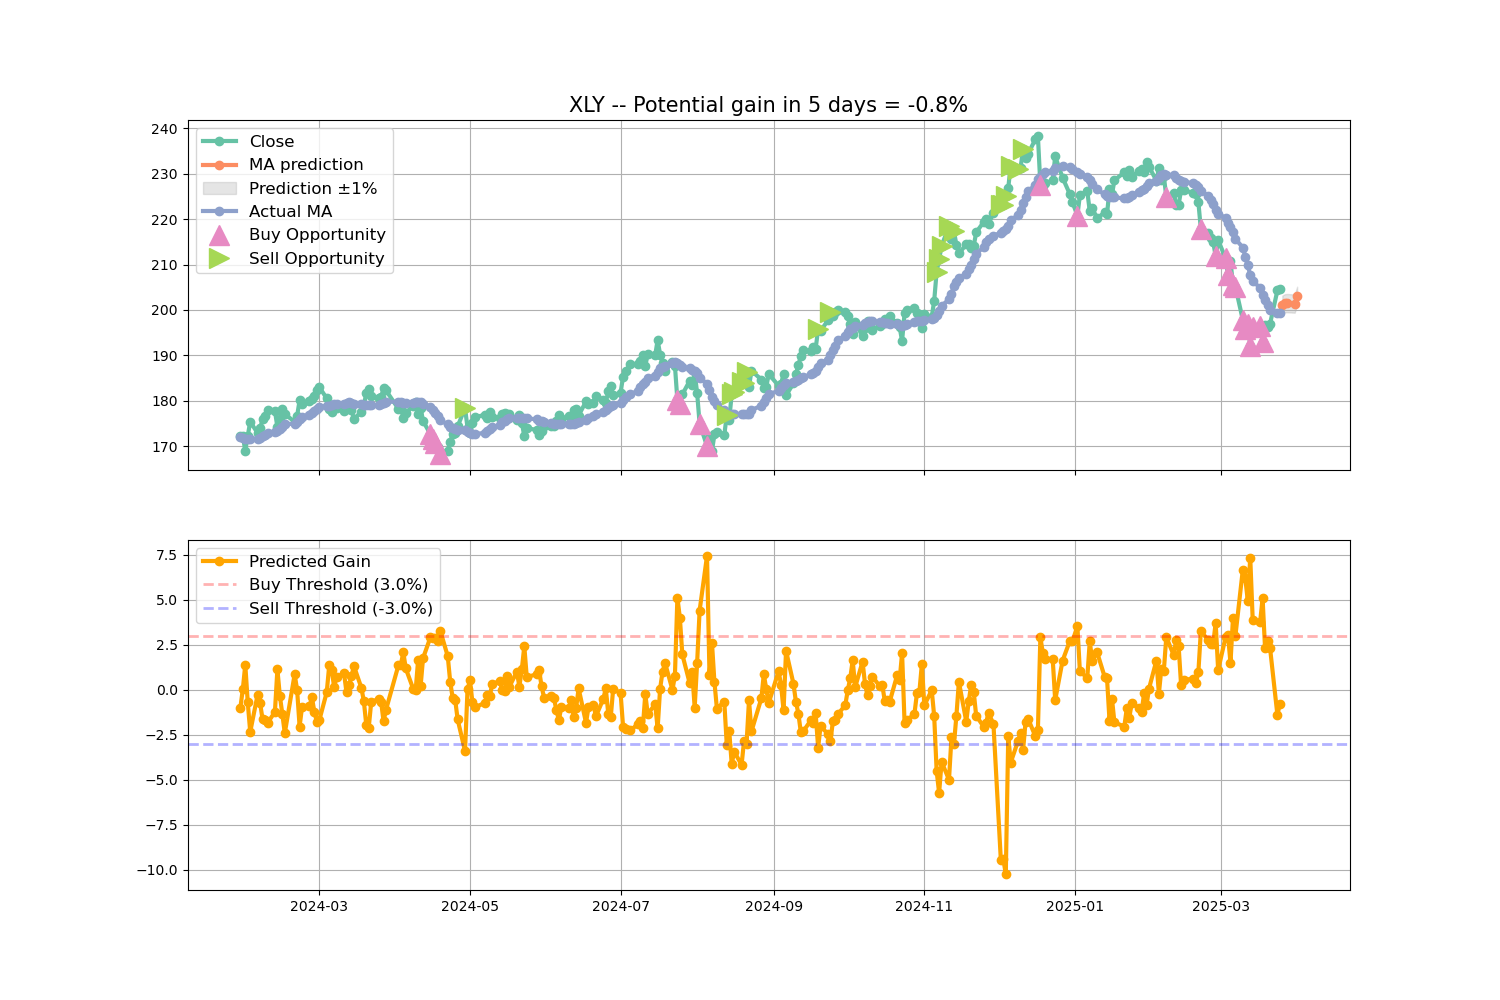 XLY -- Potential gain in 5 days = -0.8%
240
230
220
210
200
190
180
170
Close
MA prediction
Prediction ±1%
Actual MA
Buy Opportunity
Sell Opportunity
7.5
5.0
2.5
0.0
−2.5
−5.0
−7.5
−10.0
Predicted Gain
Buy Threshold (3.0%)
Sell Threshold (-3.0%)
2024-03
2024-05
2024-07
2024-09
2024-11
2025-01
2025-03